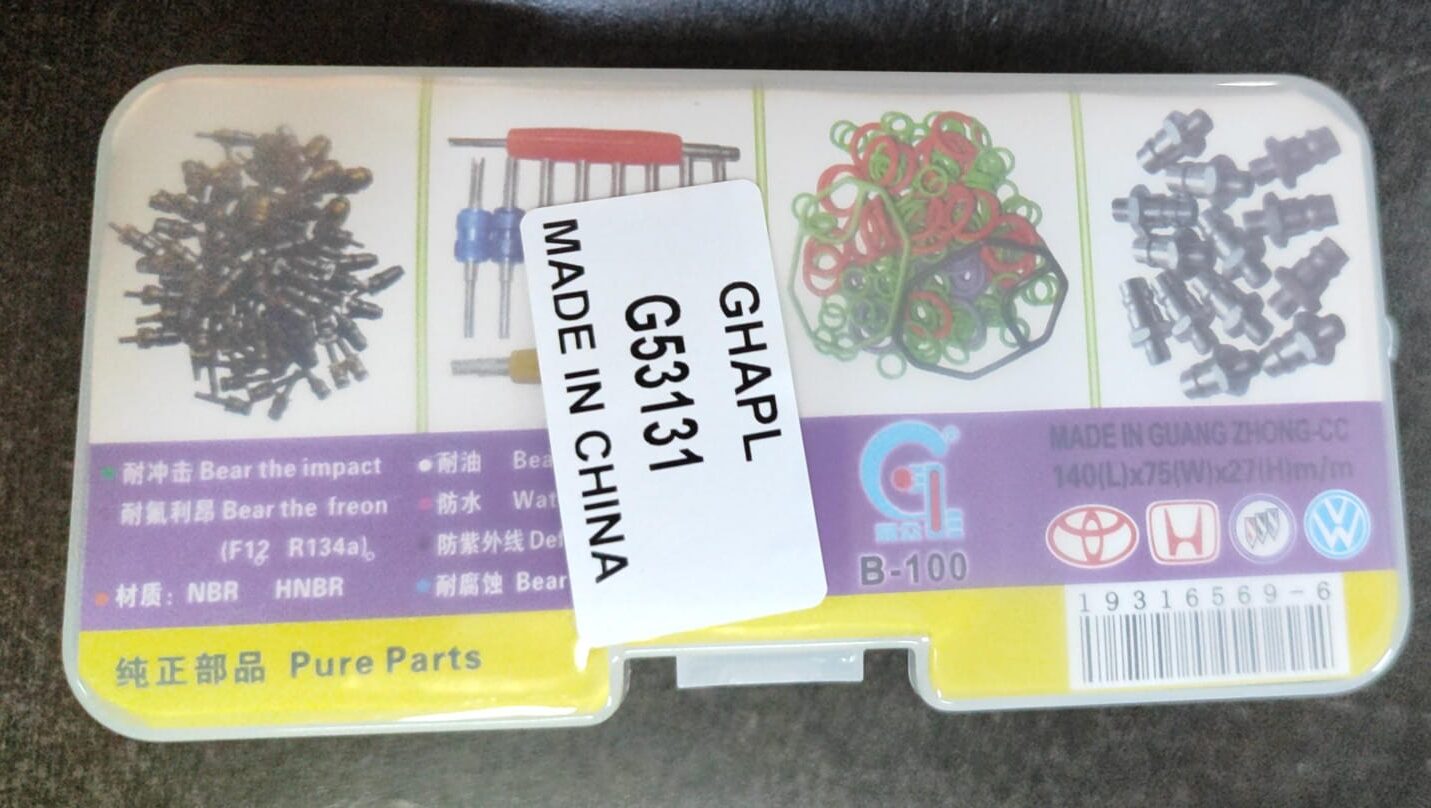 GHAPL
G53131
MADE IN CHINA
耐冲击 Bear the impact
耐氟利昂 Bear the freon
(F12 R134a)。
材质：NBR HNBR
耐油
防水
防紫外线
耐腐蚀 Bear
B-100
MADE IN GUANG ZHONG-CC
140(L)x75(W)x27(H)m/m
19316569-6
纯正部品 Pure Parts